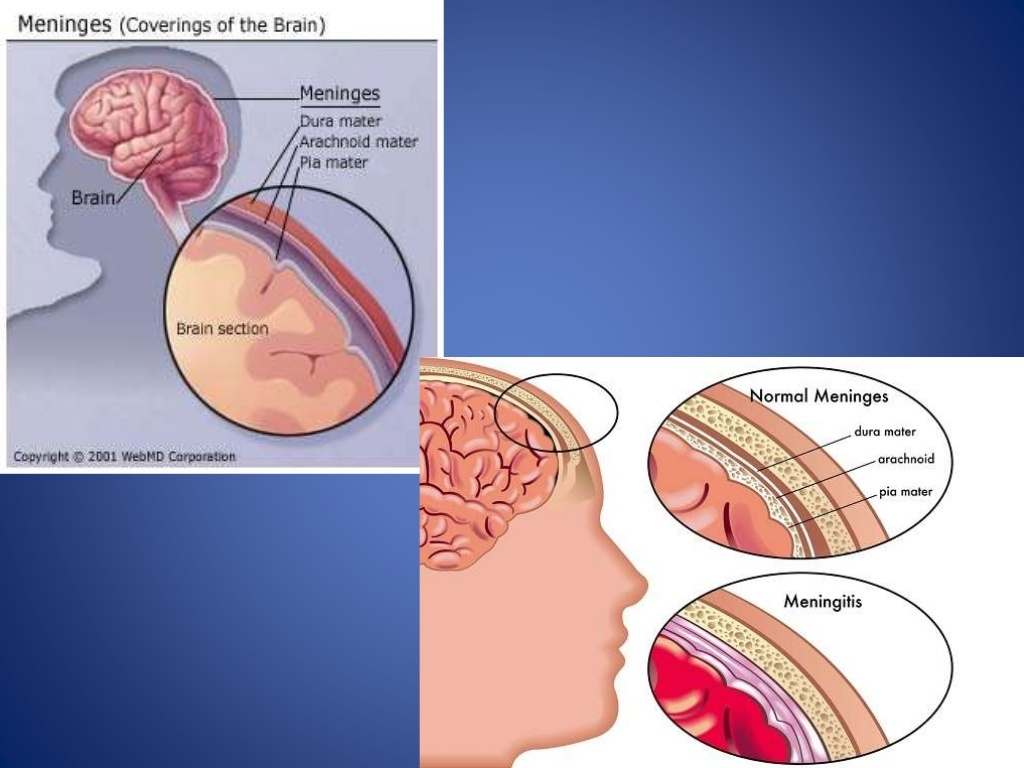 Meninges (Coverings of the Brain)
Meninges
Dura mater
Arachnoid mater
Pia mater
Brain
Brain section
Copyright © 2001 WebMD Corporation
Normal Meninges
dura mater
arachnoid
pia mater
Meningitis